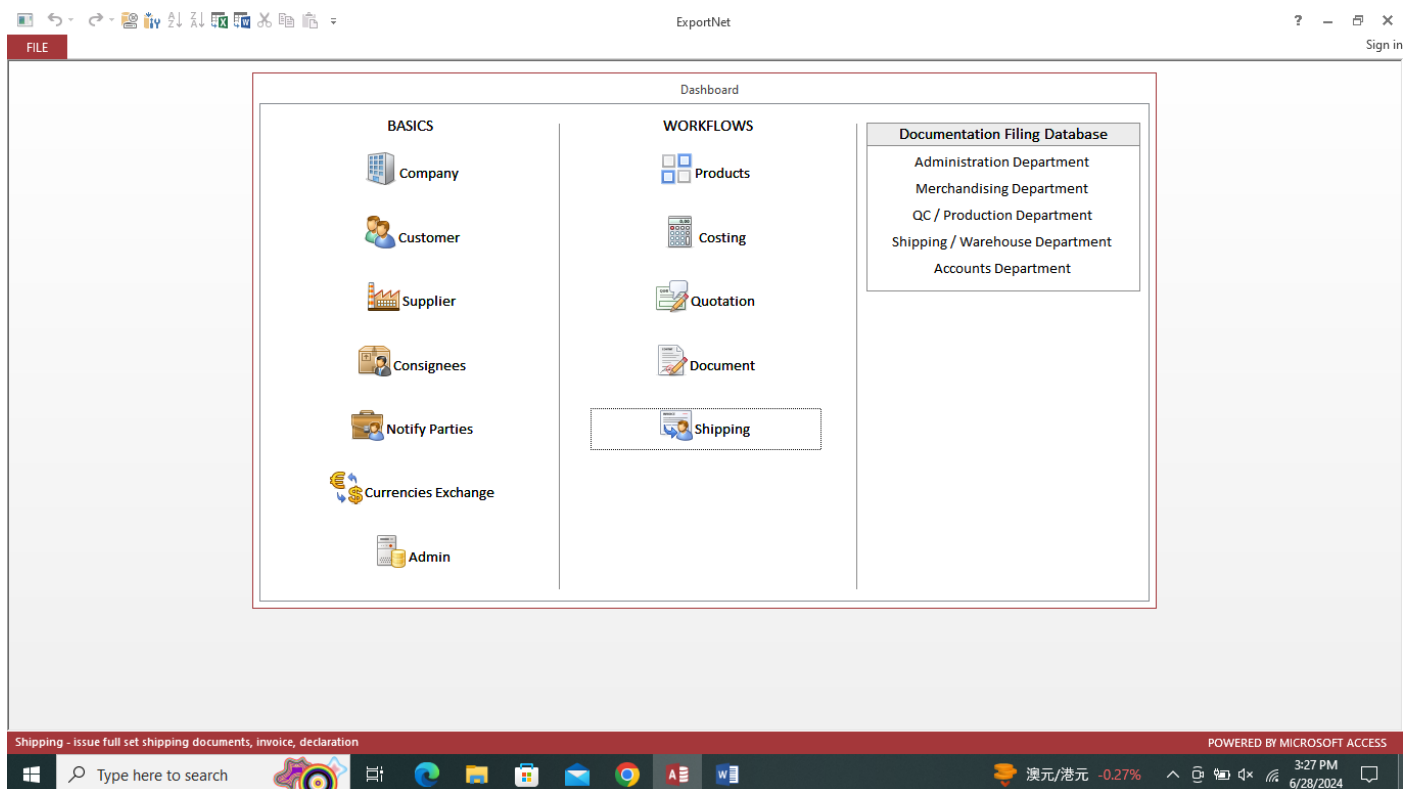 ExportNet
?
FILE
Sign in
Dashboard
BASICS
Company
Customer
Supplier
Consignees
Notify Parties
Currencies Exchange
Admin
WORKFLOWS
Products
Costing
Quotation
Document
Shipping
Documentation Filing Database
Administration Department
Merchandising Department
QC / Production Department
Shipping / Warehouse Department
Accounts Department
Shipping - issue full set shipping documents, invoice, declaration
POWERED BY MICROSOFT ACCESS
Type here to search
澳元/港元 -0.27%
3:27 PM
6/28/2024